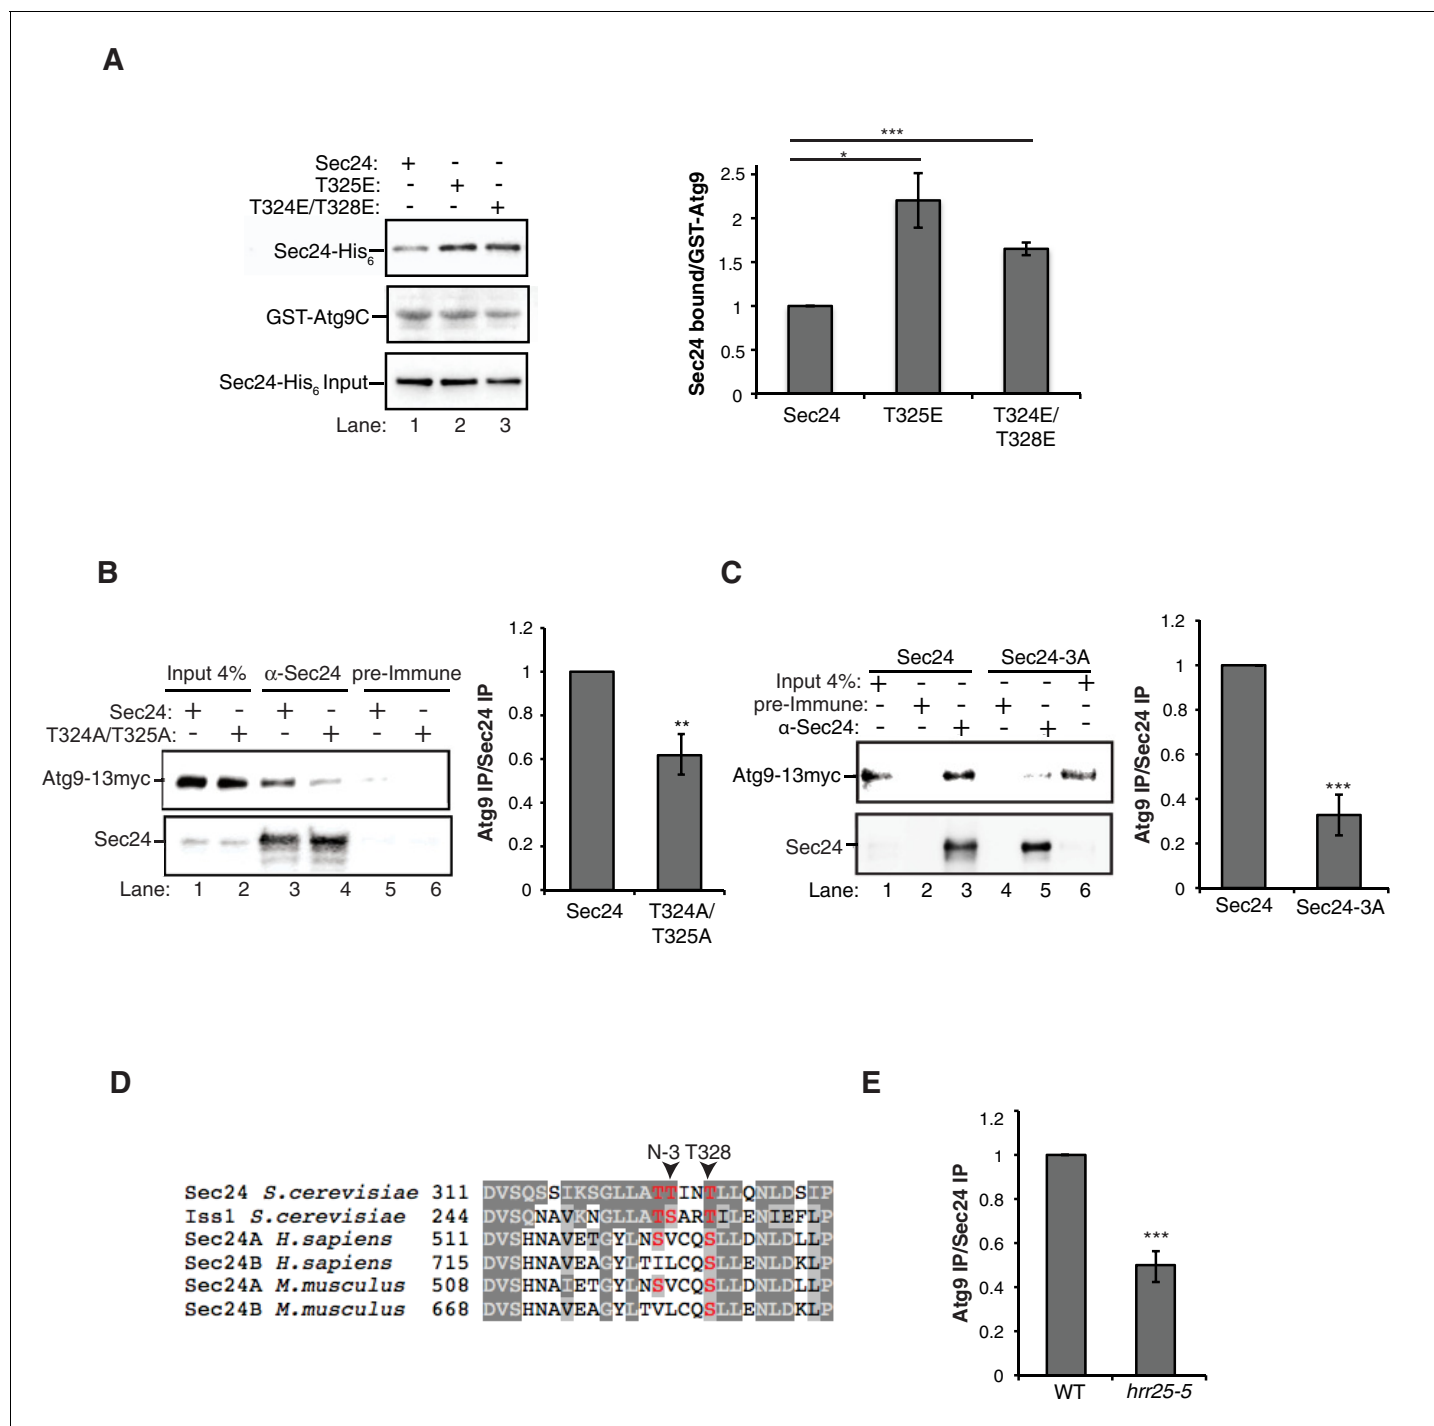 A
Sec24: + - -
T325E: - + -
T324E/T328E: - - +
Sec24-His6
GST-Atg9C
Sec24-His6 Input
Lane: 1 2 3
***
*
Sec24 bound/GST-Atg9
2.5
2
1.5
1
0.5
0
Sec24 T325E T324E/
T328E
B
Input 4% α-Sec24 pre-Immune
Sec24: + - + - + -
T324A/T325A: - + - + - +
Atg9-13myc
Sec24
Lane: 1 2 3 4 5 6
Atg9 IP/Sec24 IP
1.2
1
0.8
0.6
0.4
0.2
0
**
Sec24 T324A/
T325A
C
Sec24 Sec24-3A
Input 4%: + - - - - +
pre-Immune: - + - + - -
α-Sec24: - - + - + -
Atg9-13myc
Sec24
Lane: 1 2 3 4 5 6
Atg9 IP/Sec24 IP
1.2
1
0.8
0.6
0.4
0.2
0
***
Sec24 Sec24-3A
D
N-3 T328
Sec24 S.cerevisiae 311 DVSQSSIKSGLLATTINTLLQNLDSIP
Iss1 S.cerevisiae 244 DVSQNAVKNGLLATSARTILENIEFLP
Sec24A H.sapiens 511 DVSHNAVETGYLNSVCQSLLDNLDLLP
Sec24B H.sapiens 715 DVSHNAVEAGYLTILCQSLLENLDKLP
Sec24A M.musculus 508 DVSHNAIETGYLNSVCQSLLDNLDLLP
Sec24B M.musculus 668 DVSHNAVEAGYLTVLCQSLLENLDKLP
E
Atg9 IP/Sec24 IP
1.2
1
0.8
0.6
0.4
0.2
0
***
WT hrr25-5